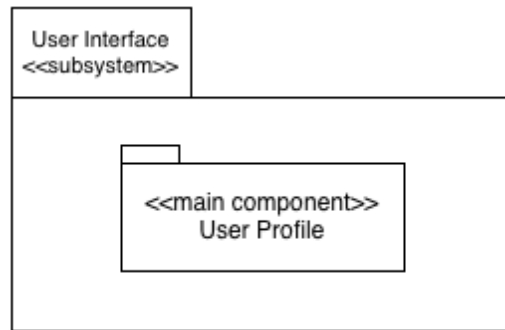 User Interface
<<subsystem>>
<<main component>>
User Profile